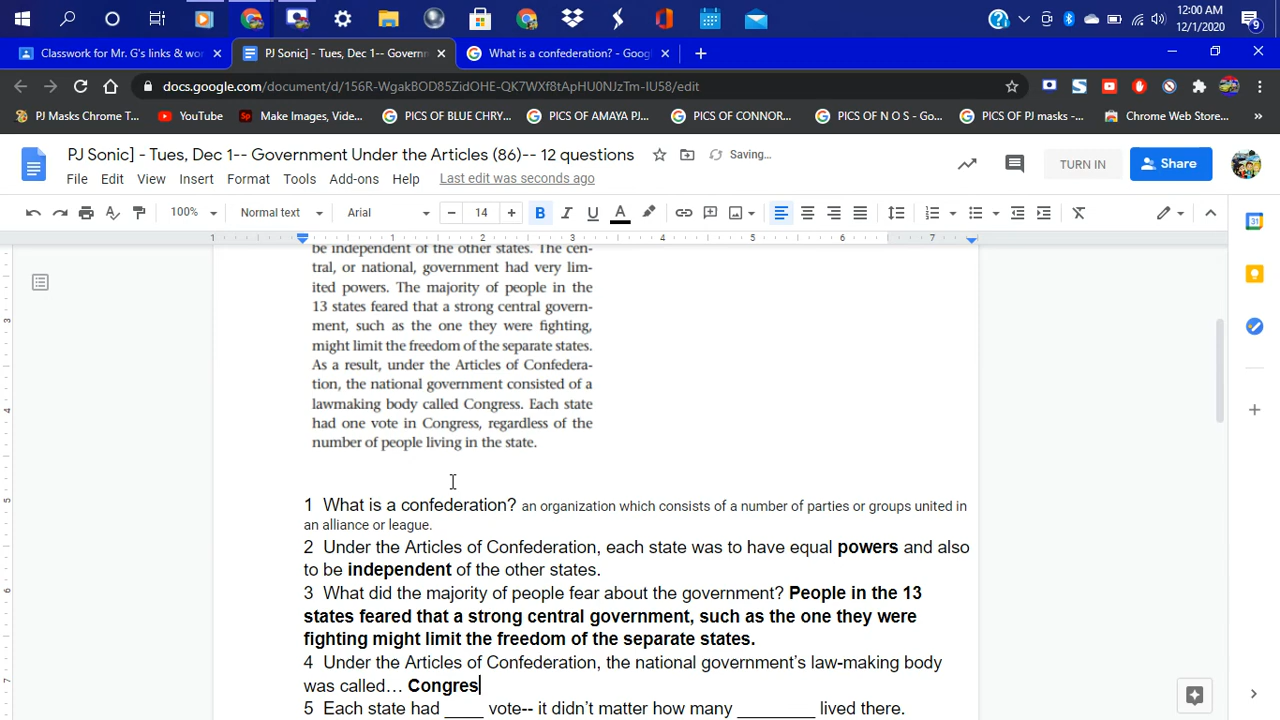 12:00 AM
12/1/2020
9
Classwork for Mr. G's links & wor
PJ Sonic] - Tues, Dec 1-- Governm
What is a confederation? - Goog
docs.google.com/document/d/156R-WgakBOD85ZidOHE-QK7WXf8tApHU0NJzTm-IU58/edit
PJ Masks Chrome T...
YouTube
Make Images, Vide...
PICS OF BLUE CHRY...
PICS OF AMAYA PJ...
PICS OF CONNOR...
PICS OF N O S - Go...
PICS OF PJ masks -...
Chrome Web Store...
PJ Sonic] - Tues, Dec 1-- Government Under the Articles (86)-- 12 questions
Saving...
File Edit View Insert Format Tools Add-ons Help Last edit was seconds ago
TURN IN
Share
100% Normal text Arial 14
be independent of the other states. The cen-
tral, or national, government had very lim-
ited powers. The majority of people in the
13 states feared that a strong central govern-
ment, such as the one they were fighting,
might limit the freedom of the separate states.
As a result, under the Articles of Confedera-
tion, the national government consisted of a
lawmaking body called Congress. Each state
had one vote in Congress, regardless of the
number of people living in the state.
1 What is a confederation? an organization which consists of a number of parties or groups united in
an alliance or league.
2 Under the Articles of Confederation, each state was to have equal powers and also
to be independent of the other states.
3 What did the majority of people fear about the government? People in the 13
states feared that a strong central government, such as the one they were
fighting might limit the freedom of the separate states.
4 Under the Articles of Confederation, the national government's law-making body
was called… Congres
5 Each state had ____ vote-- it didn't matter how many ________ lived there.